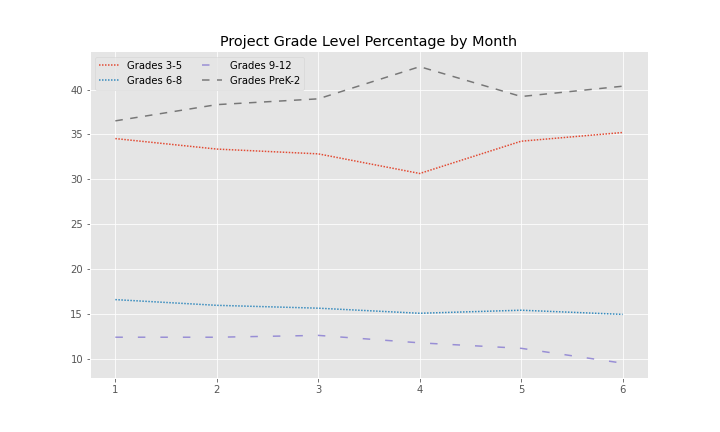 Project Grade Level Percentage by Month
Grades 3-5
Grades 6-8
Grades 9-12
Grades PreK-2
40
35
30
25
20
15
10
1 2 3 4 5 6